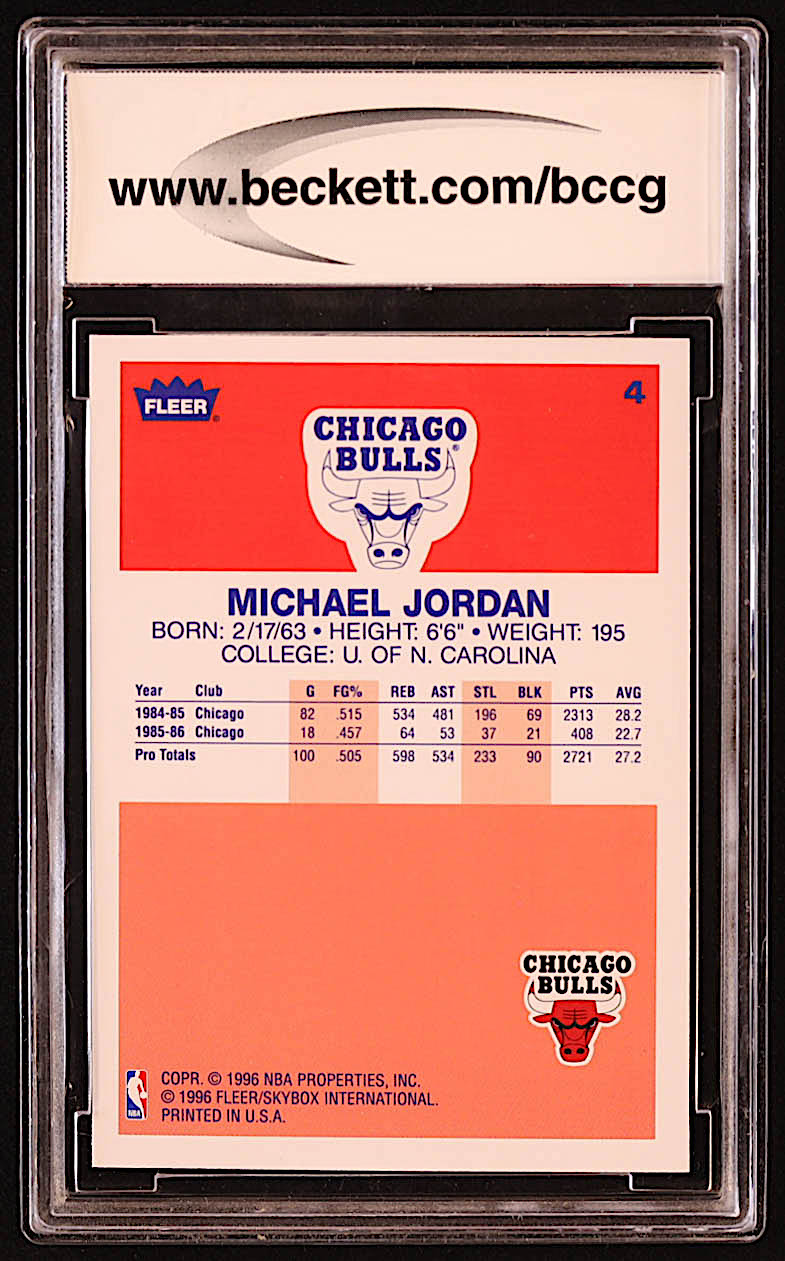 www.beckett.com/bccg
FLEER
4
CHICAGO
BULLS
MICHAEL JORDAN
BORN: 2/17/63 • HEIGHT: 6'6" • WEIGHT: 195
COLLEGE: U. OF N. CAROLINA
Year Club G FG% REB AST STL BLK PTS AVG
1984-85 Chicago 82 .515 534 481 196 69 2313 28.2
1985-86 Chicago 18 .457 64 53 37 21 408 22.7
Pro Totals 100 .505 598 534 233 90 2721 27.2
CHICAGO
BULLS
NBA
COPR. © 1996 NBA PROPERTIES, INC.
© 1996 FLEER/SKYBOX INTERNATIONAL.
PRINTED IN U.S.A.